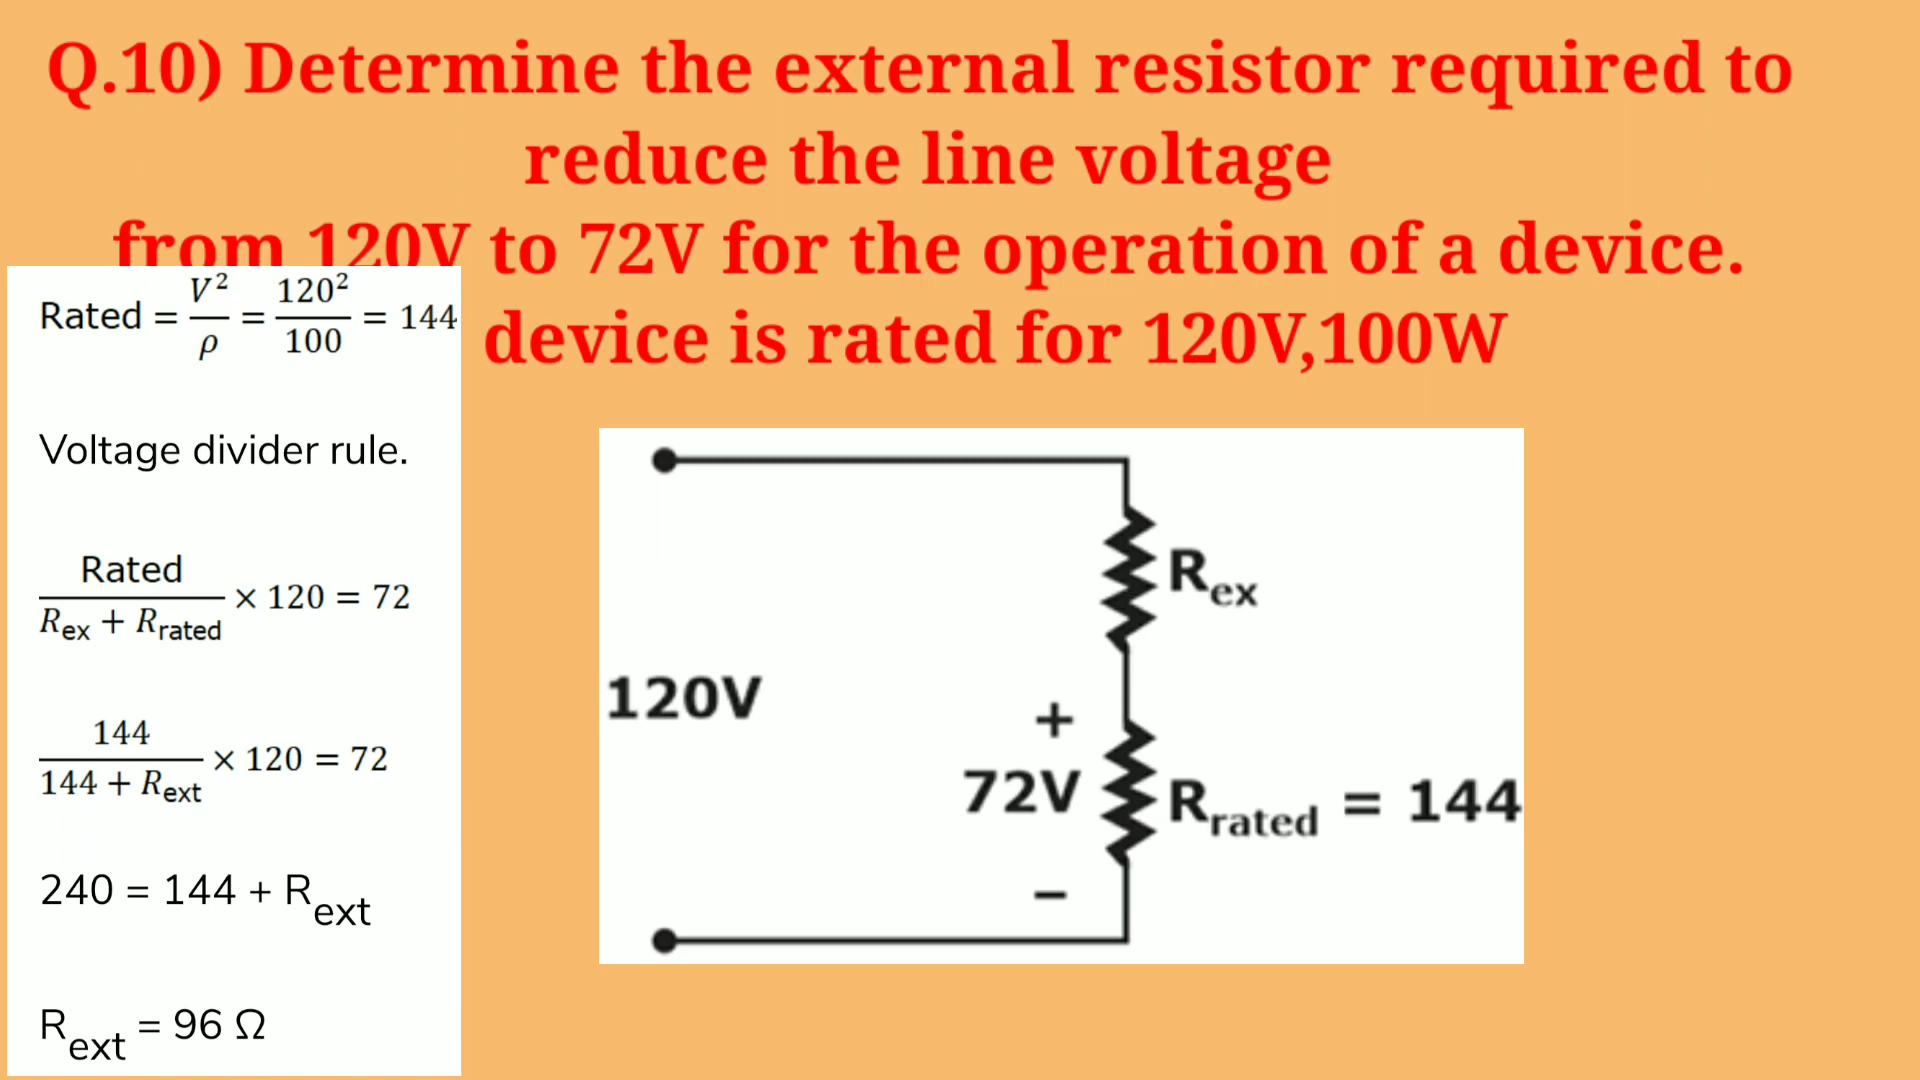 Q.10) Determine the external resistor required to
reduce the line voltage
from 120V to 72V for the operation of a device.
device is rated for 120V,100W
Rated = V²/ρ = 120²/100 = 144
Voltage divider rule.
Rated/(Rex + Rrated) × 120 = 72
144/(144 + Rext) × 120 = 72
240 = 144 + Rext
Rext = 96 Ω
Rex
120V
+
72V
Rrated = 144
−